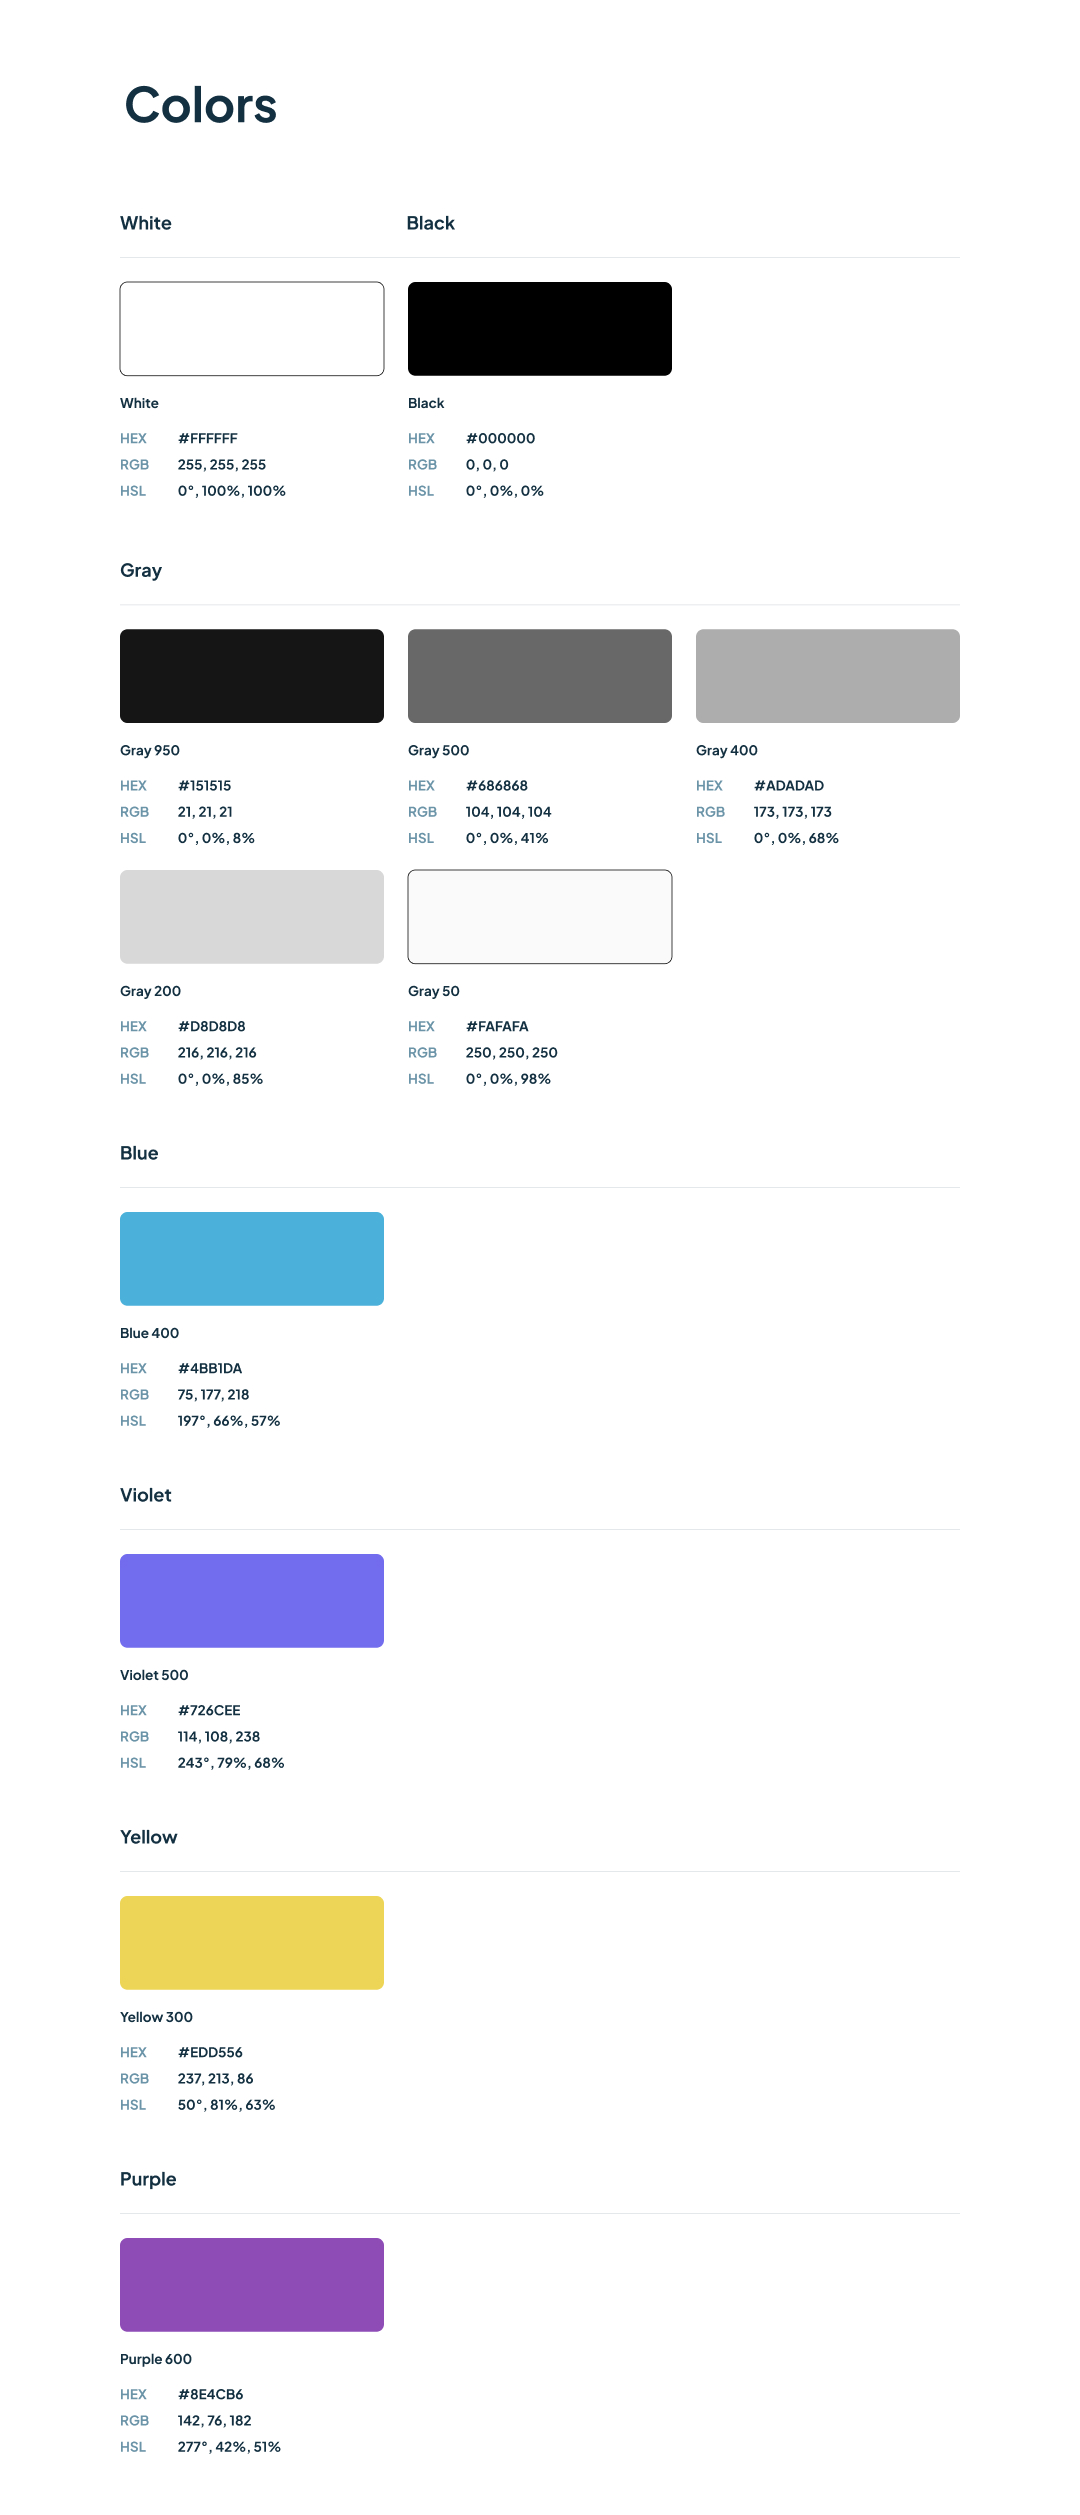 Colors
White Black
White Black
HEX #FFFFFF HEX #000000
RGB 255, 255, 255 RGB 0, 0, 0
HSL 0°, 100%, 100% HSL 0°, 0%, 0%
Gray
Gray 950 Gray 500 Gray 400
HEX #151515 HEX #686868 HEX #ADADAD
RGB 21, 21, 21 RGB 104, 104, 104 RGB 173, 173, 173
HSL 0°, 0%, 8% HSL 0°, 0%, 41% HSL 0°, 0%, 68%
Gray 200 Gray 50
HEX #D8D8D8 HEX #FAFAFA
RGB 216, 216, 216 RGB 250, 250, 250
HSL 0°, 0%, 85% HSL 0°, 0%, 98%
Blue
Blue 400
HEX #4BB1DA
RGB 75, 177, 218
HSL 197°, 66%, 57%
Violet
Violet 500
HEX #726CEE
RGB 114, 108, 238
HSL 243°, 79%, 68%
Yellow
Yellow 300
HEX #EDD556
RGB 237, 213, 86
HSL 50°, 81%, 63%
Purple
Purple 600
HEX #8E4CB6
RGB 142, 76, 182
HSL 277°, 42%, 51%